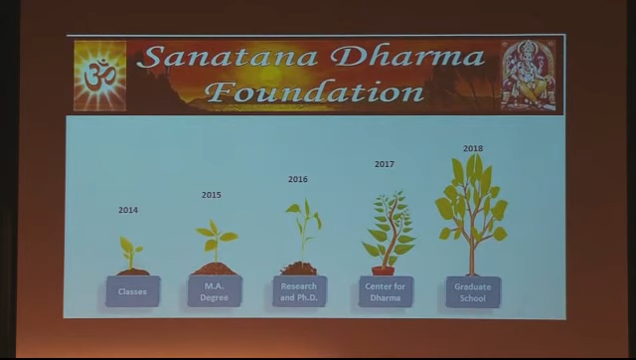 ॐ
Sanatana Dharma
Foundation
2014
2015
2016
2017
2018
Classes
M.A.
Degree
Research
and Ph.D.
Center for
Dharma
Graduate
School